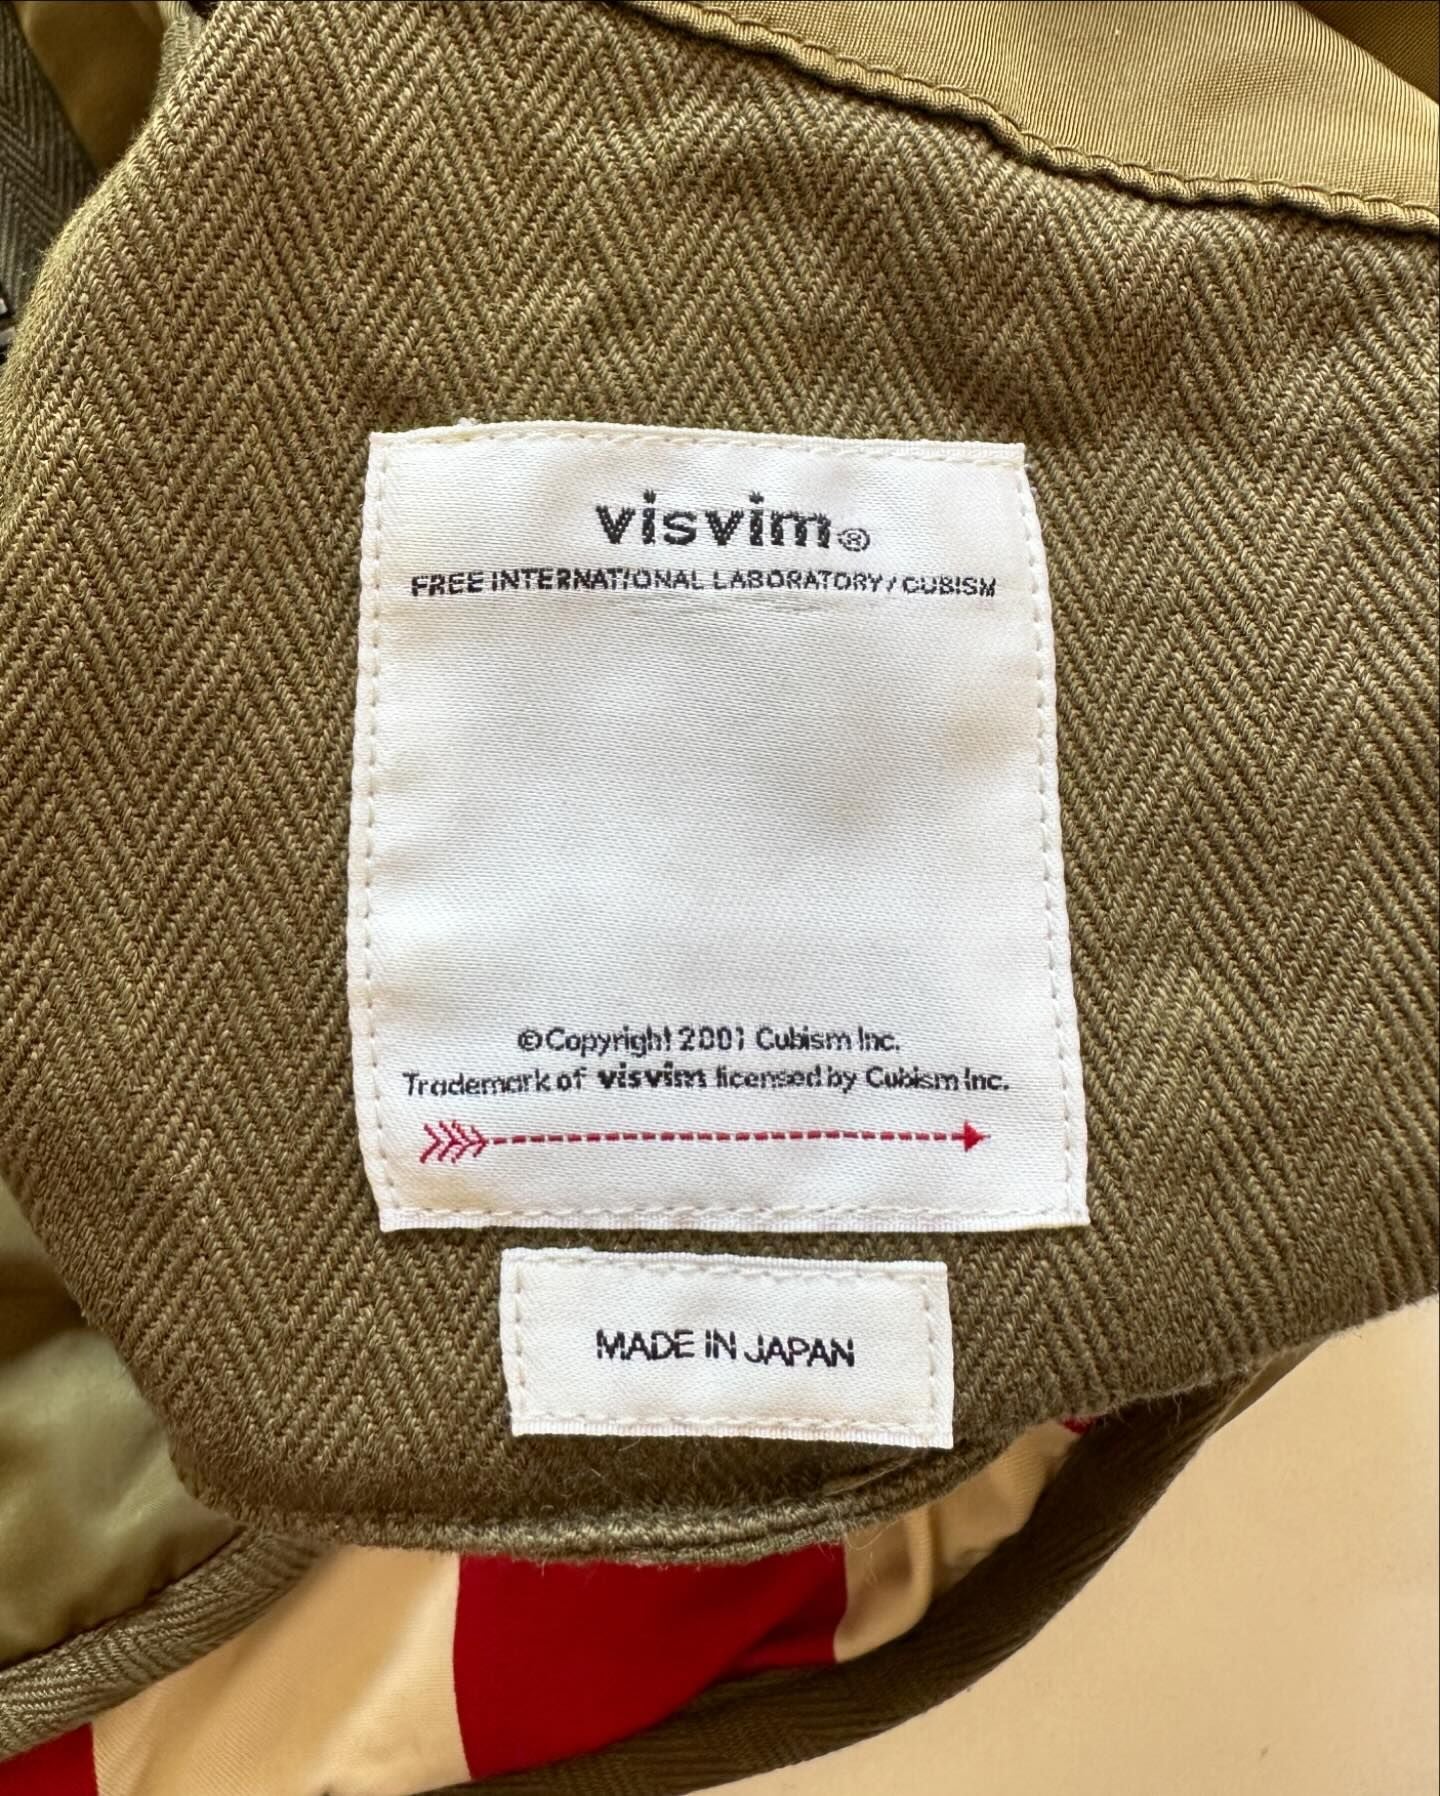 visvim®
FREE INTERNATIONAL LABORATORY / CUBISM
© Copyright 2001 Cubism Inc.
Trademark of visvim licensed by Cubism Inc.
MADE IN JAPAN